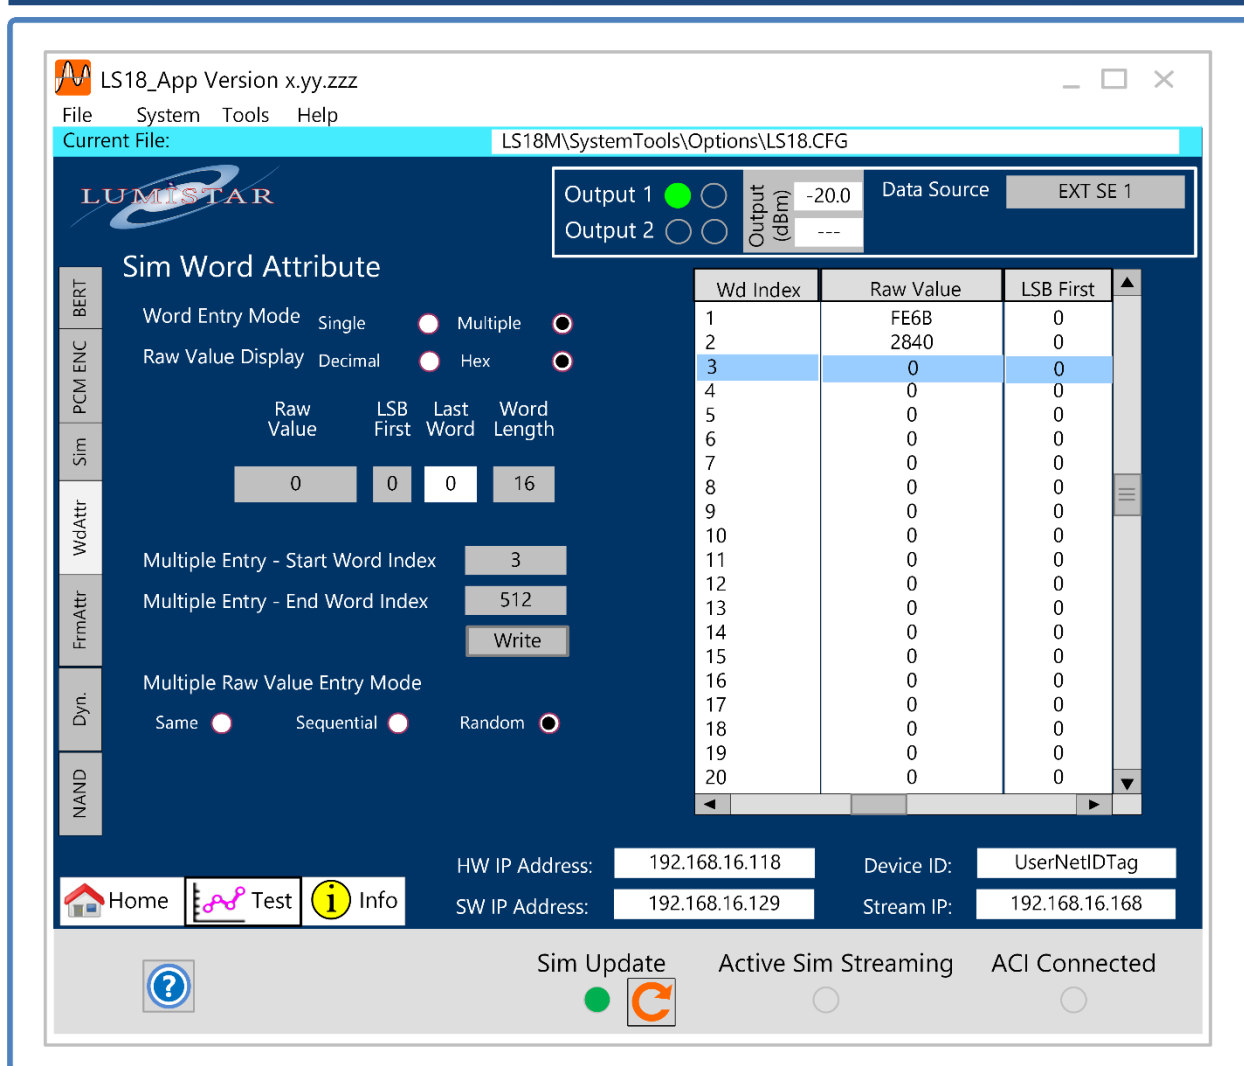 LS18_App Version x.yy.zzz
File System Tools Help
Current File: LS18M\SystemTools\Options\LS18.CFG
LUMISTAR
Output 1
Output 2
Output (dBm)
-20.0
---
Data Source EXT SE 1
Sim Word Attribute
BERT
PCM ENC
Sim
WdAttr
FrmAttr
Dyn.
NAND
Word Entry Mode Single Multiple
Raw Value Display Decimal Hex
Raw Value LSB First Last Word Word Length
0 0 0 16
Multiple Entry - Start Word Index 3
Multiple Entry - End Word Index 512
Write
Multiple Raw Value Entry Mode
Same Sequential Random
Wd Index Raw Value LSB First
1 FE6B 0
2 2840 0
3 0 0
4 0 0
5 0 0
6 0 0
7 0 0
8 0 0
9 0 0
10 0 0
11 0 0
12 0 0
13 0 0
14 0 0
15 0 0
16 0 0
17 0 0
18 0 0
19 0 0
20 0 0
HW IP Address: 192.168.16.118 Device ID: UserNetIDTag
SW IP Address: 192.168.16.129 Stream IP: 192.168.16.168
Home Test i Info
Sim Update Active Sim Streaming ACI Connected
?